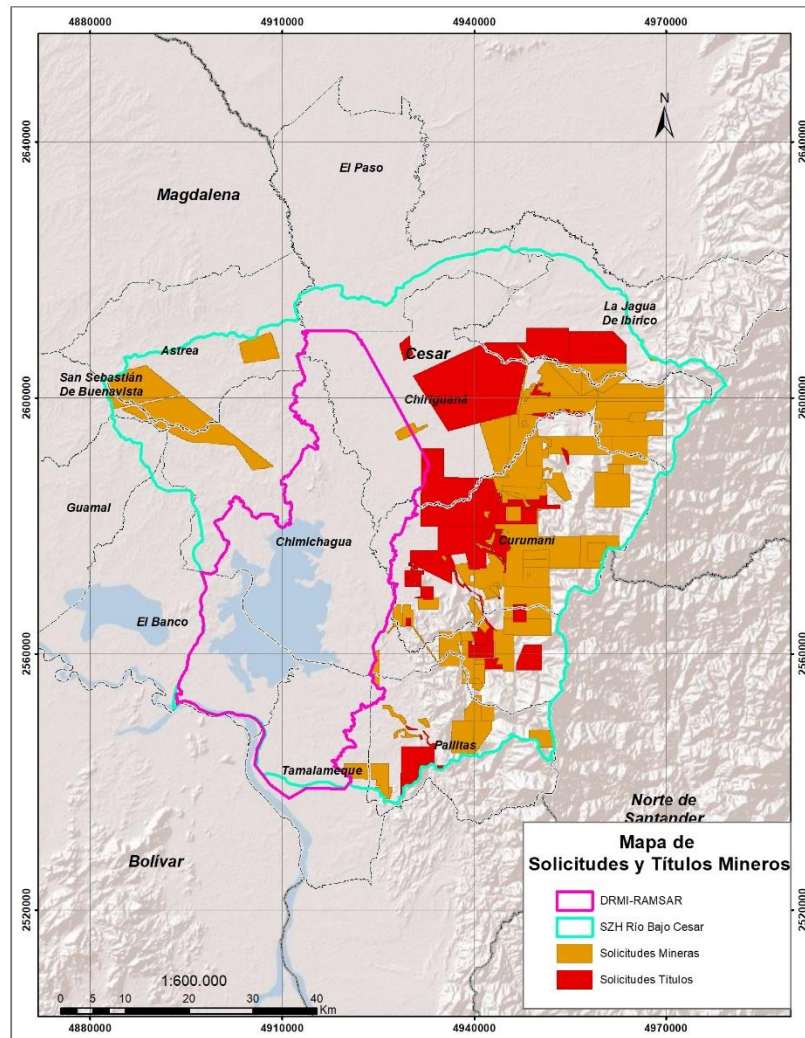 4880000 4910000 4940000 4970000
N
2640000
2640000
El Paso
Magdalena
La Jagua
De Ibirico
Astrea
Cesar
San Sebastián
De Buenavista
2600000
2600000
Chiriguaná
Guamal
Chimichagua
Curumaní
El Banco
2560000
2560000
Pailitas
Tamalameque
Norte de
Santander
Bolívar
Mapa de
Solicitudes y Títulos Mineros
DRMI-RAMSAR
SZH Río Bajo Cesar
Solicitudes Mineras
Solicitudes Títulos
2520000
2520000
1:600.000
0 5 10 20 30 40
Km
4880000 4910000 4940000 4970000